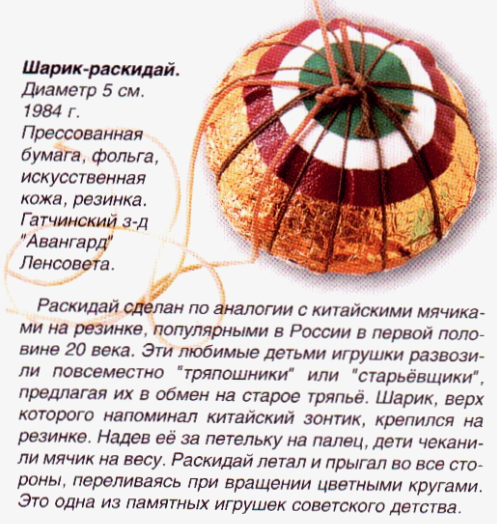 Шарик-раскидай.
Диаметр 5 см.
1984 г.
Прессованная
бумага, фольга,
искусственная
кожа, резинка.
Гатчинский з-д
"Авангард"
Ленсовета.
Раскидай сделан по аналогии с китайскими мячика-
ми на резинке, популярными в России в первой поло-
вине 20 века. Эти любимые детьми игрушки развози-
ли повсеместно "тряпошники" или "старьёвщики",
предлагая их в обмен на старое тряпьё. Шарик, верх
которого напоминал китайский зонтик, крепился на
резинке. Надев её за петельку на палец, дети чекани-
ли мячик на весу. Раскидай летал и прыгал во все сто-
роны, переливаясь при вращении цветными кругами.
Это одна из памятных игрушек советского детства.